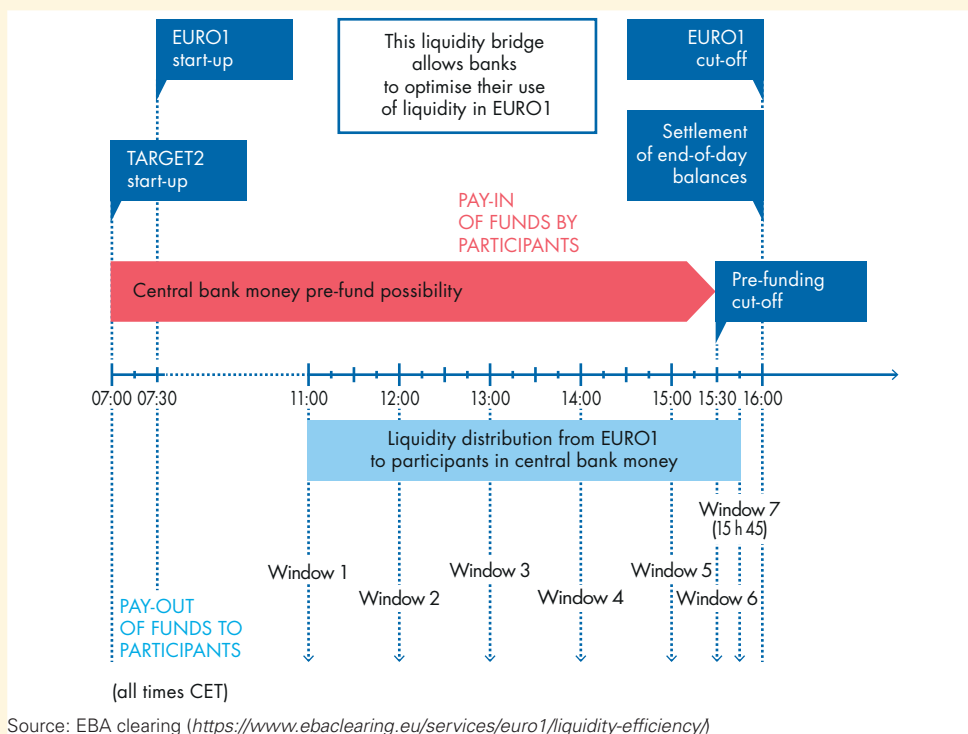 EURO1
start-up
This liquidity bridge
allows banks
to optimise their use
of liquidity in EURO1
EURO1
cut-off
TARGET2
start-up
Settlement
of end-of-day
balances
PAY-IN
OF FUNDS BY
PARTICIPANTS
Central bank money pre-fund possibility
Pre-funding
cut-off
07:00 07:30 11:00 12:00 13:00 14:00 15:00 15:30 16:00
Liquidity distribution from EURO1
to participants in central bank money
Window 7
(15 h 45)
Window 1
Window 2
Window 3
Window 4
Window 5
Window 6
PAY-OUT
OF FUNDS TO
PARTICIPANTS
(all times CET)
Source: EBA clearing (https://www.ebaclearing.eu/services/euro1/liquidity-efficiency/)